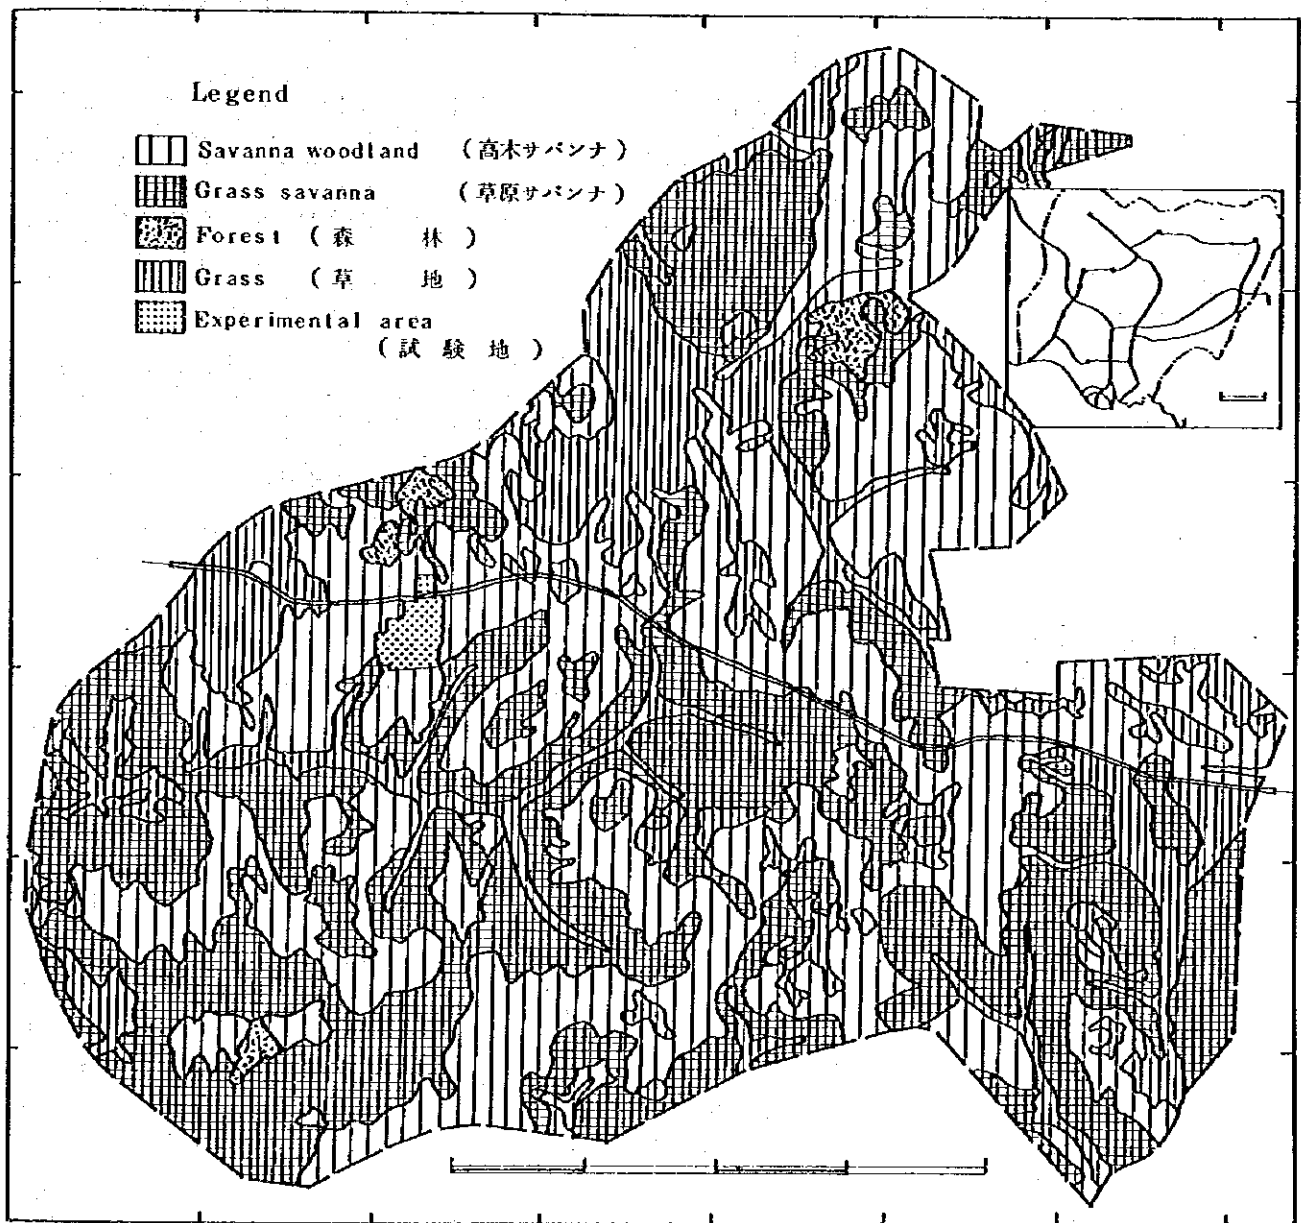 Legend
Savanna woodland (高木サバンナ)
Grass savanna (草原サバンナ)
Forest (森 林)
Grass (草 地)
Experimental area
(試 験 地)